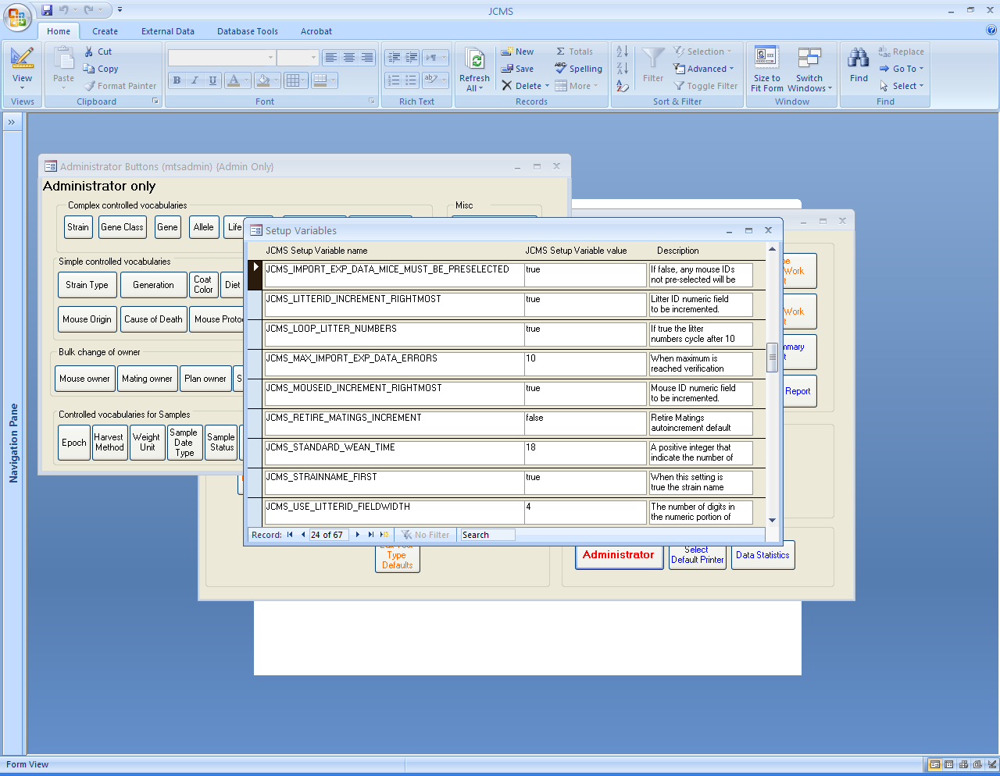 JCMS
Home Create External Data Database Tools Acrobat
View
Views
Paste
Cut
Copy
Format Painter
Clipboard
B I U A
Font
Rich Text
Refresh
All
New
Save
Delete
Σ Totals
Spelling
More
Records
Filter
Selection
Advanced
Toggle Filter
Sort & Filter
Size to
Fit Form
Switch
Windows
Window
Find
Replace
Go To
Select
Find
Navigation Pane
Administrator Buttons (mtsadmin) {Admin Only}
Administrator only
Complex controlled vocabularies
Misc
Strain
Gene Class
Gene
Allele
Life
Simple controlled vocabularies
Strain Type
Generation
Coat
Color
Diet
Mouse Origin
Cause of Death
Mouse Protoc
Bulk change of owner
Mouse owner
Mating owner
Plan owner
S
Controlled vocabularies for Samples
Epoch
Harvest
Method
Weight
Unit
Sample
Date
Type
Sample
Status
Setup Variables
JCMS Setup Variable name JCMS Setup Variable value Description
JCMS_IMPORT_EXP_DATA_MICE_MUST_BE_PRESELECTED true If false, any mouse IDs
not pre-selected will be
JCMS_LITTERID_INCREMENT_RIGHTMOST true Litter ID numeric field
to be incremented.
JCMS_LOOP_LITTER_NUMBERS true If true the litter
numbers cycle after 10
JCMS_MAX_IMPORT_EXP_DATA_ERRORS 10 When maximum is
reached verification
JCMS_MOUSEID_INCREMENT_RIGHTMOST true Mouse ID numeric field
to be incremented.
JCMS_RETIRE_MATINGS_INCREMENT false Retire Matings
autoincrement default
JCMS_STANDARD_WEAN_TIME 18 A positive integer that
indicate the number of
JCMS_STRAINNAME_FIRST true When this setting is
true the strain name
JCMS_USE_LITTERID_FIELDWIDTH 4 The number of digits in
the numeric portion of
Record: 24 of 67 No Filter Search
Work
Work
mmary
Report
Type
Defaults
Administrator
Select
Default Printer
Data Statistics
Form View